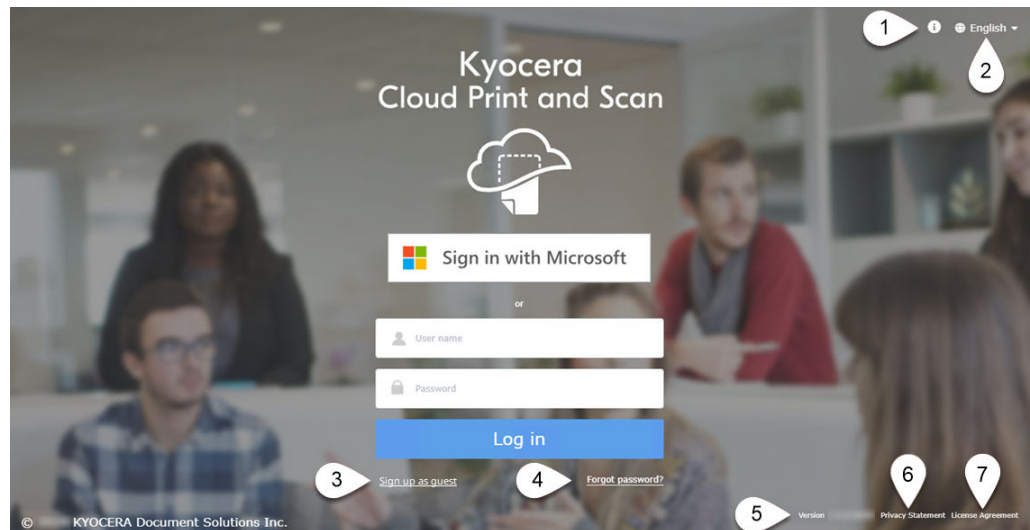 1
English
2
Kyocera
Cloud Print and Scan
Sign in with Microsoft
or
User name
Password
Log in
3
Sign up as guest
4
Forgot password?
5
Version
6
Privacy Statement
7
License Agreement
© KYOCERA Document Solutions Inc.